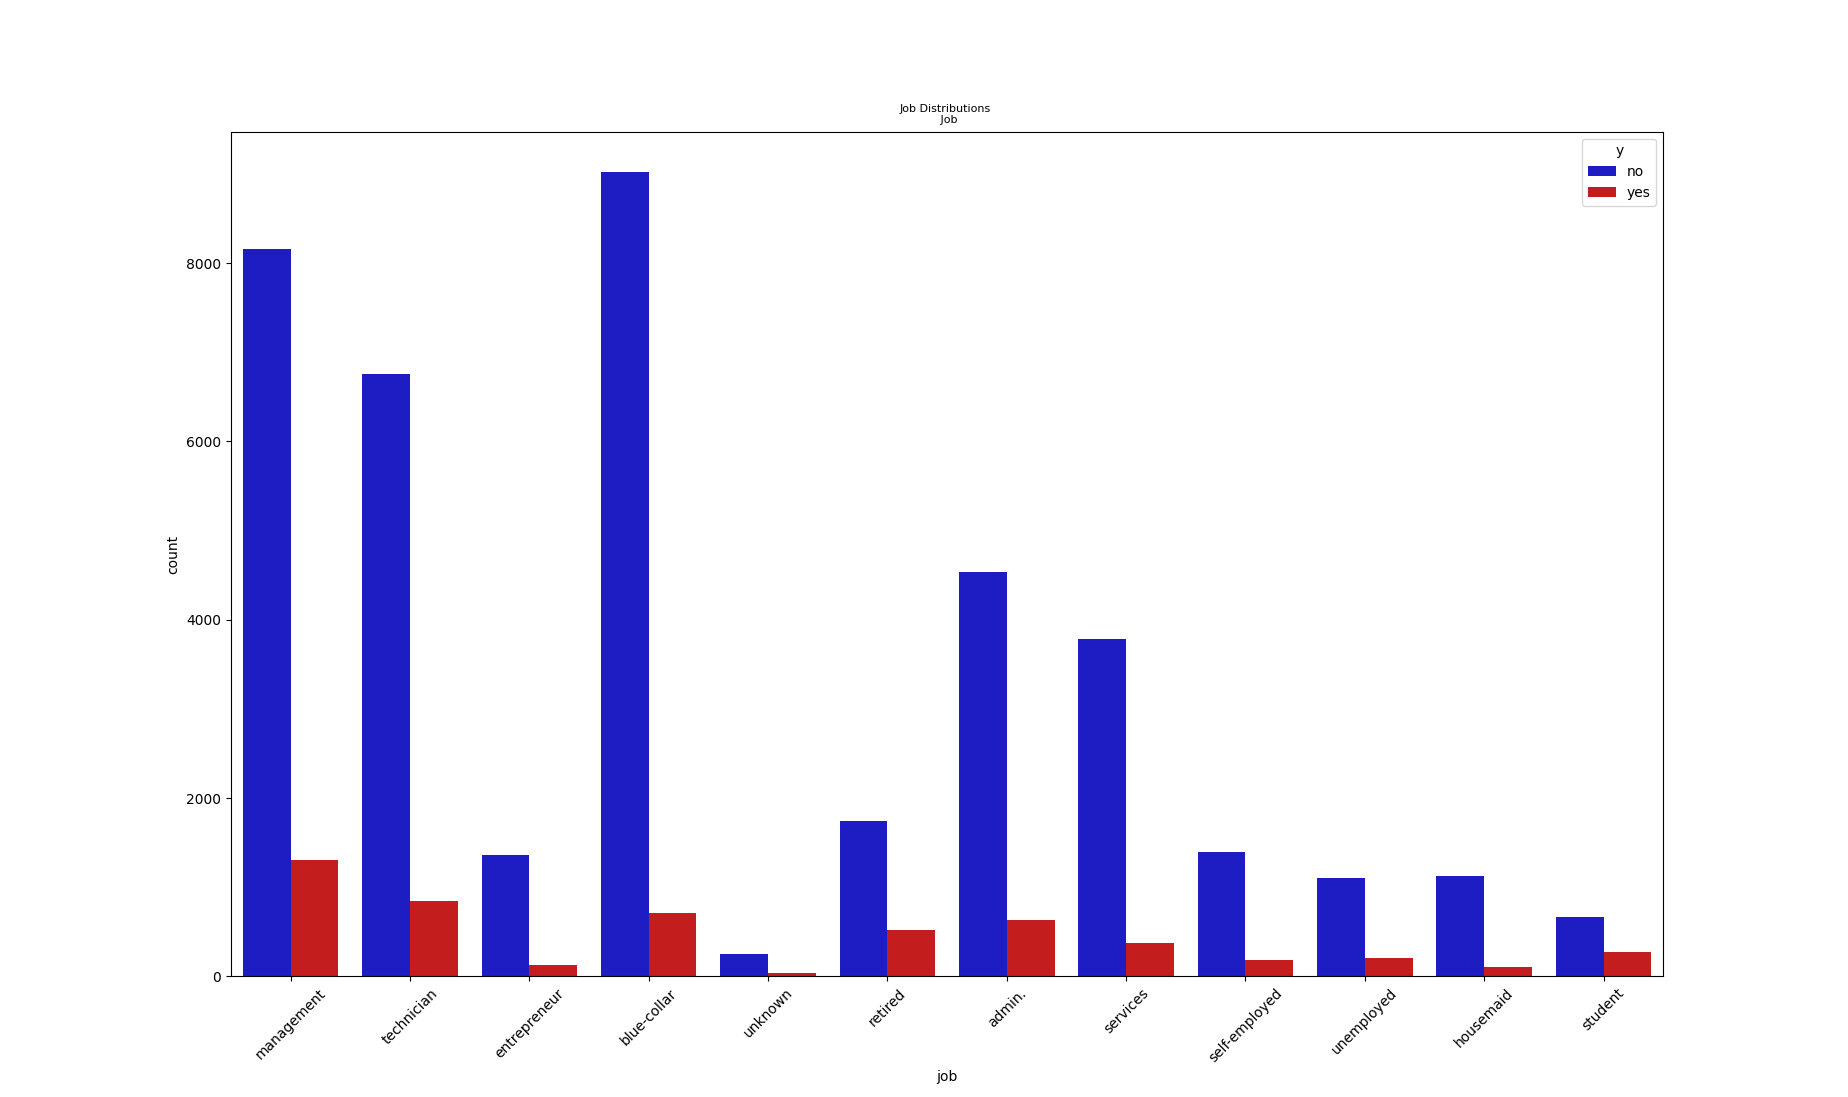 Job Distributions
Job
y
no
yes
8000
6000
4000
2000
0
count
management
technician
entrepreneur
blue-collar
unknown
retired
admin.
services
self-employed
unemployed
housemaid
student
job